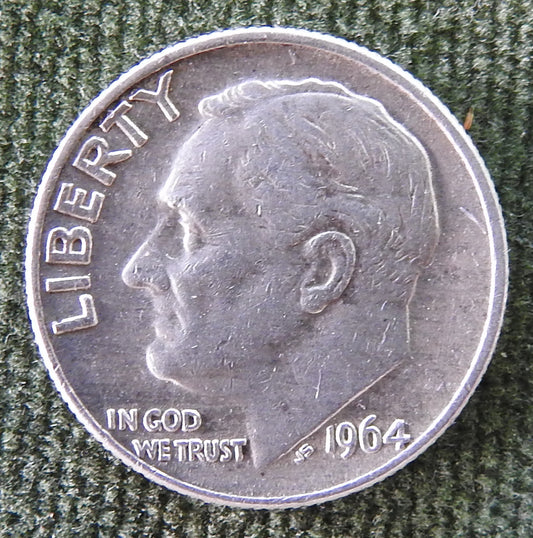 LIBERTY
IN GOD
WE TRUST
JS
1964